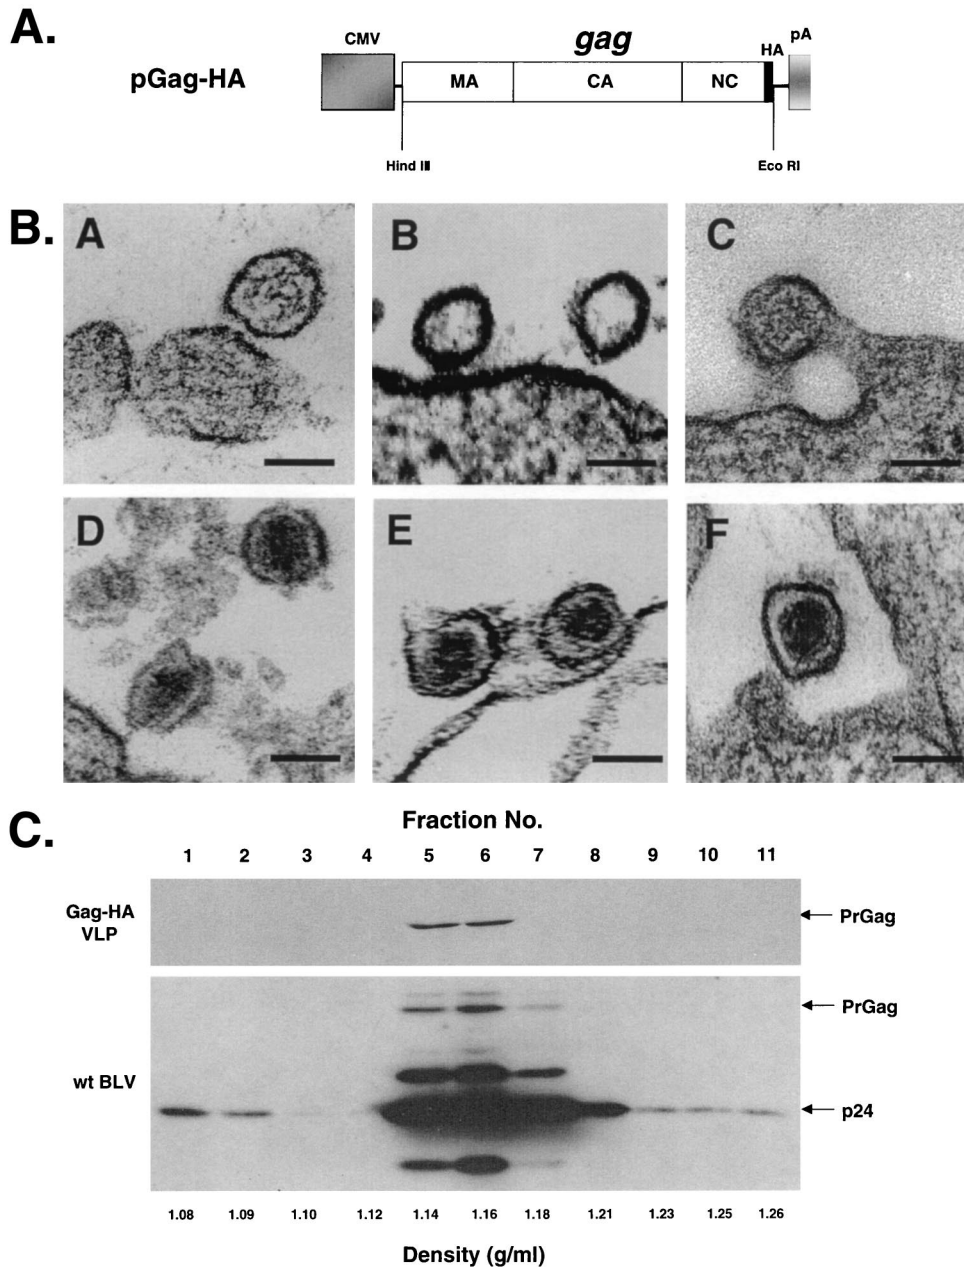 A.
CMV
gag
HA
pA
pGag-HA
MA
CA
NC
Hind III
Eco RI
B.
A
B
C
D
E
F
C.
Fraction No.
1 2 3 4 5 6 7 8 9 10 11
Gag-HA
VLP
PrGag
PrGag
wt BLV
p24
1.08 1.09 1.10 1.12 1.14 1.16 1.18 1.21 1.23 1.25 1.26
Density (g/ml)